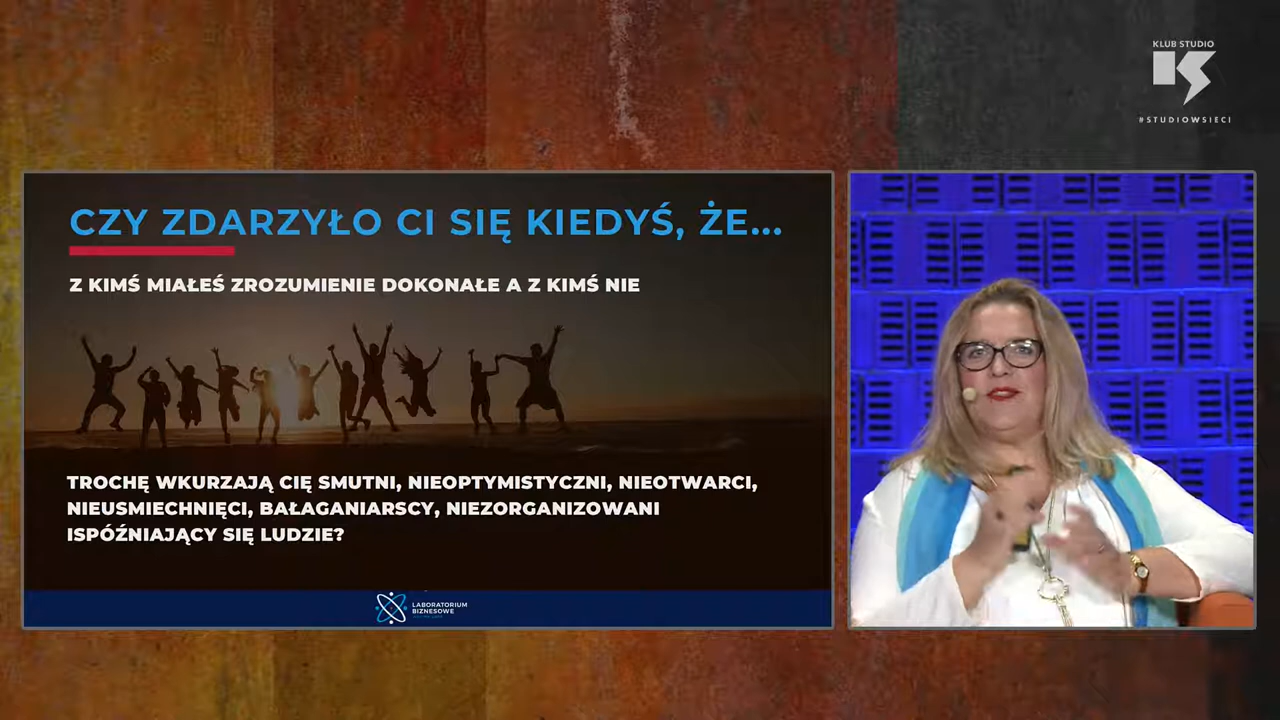 KLUB STUDIO
#STUDIOWSIECI
CZY ZDARZYŁO CI SIĘ KIEDYŚ, ŻE...
Z KIMŚ MIAŁEŚ ZROZUMIENIE DOKONAŁE A Z KIMŚ NIE
TROCHĘ WKURZAJĄ CIĘ SMUTNI, NIEOPTYMISTYCZNI, NIEOTWARCI,
NIEUSMIECHNIĘCI, BAŁAGANIARSCY, NIEZORGANIZOWANI
ISPÓŹNIAJĄCY SIĘ LUDZIE?
LABORATORIUM
BIZNESOWE